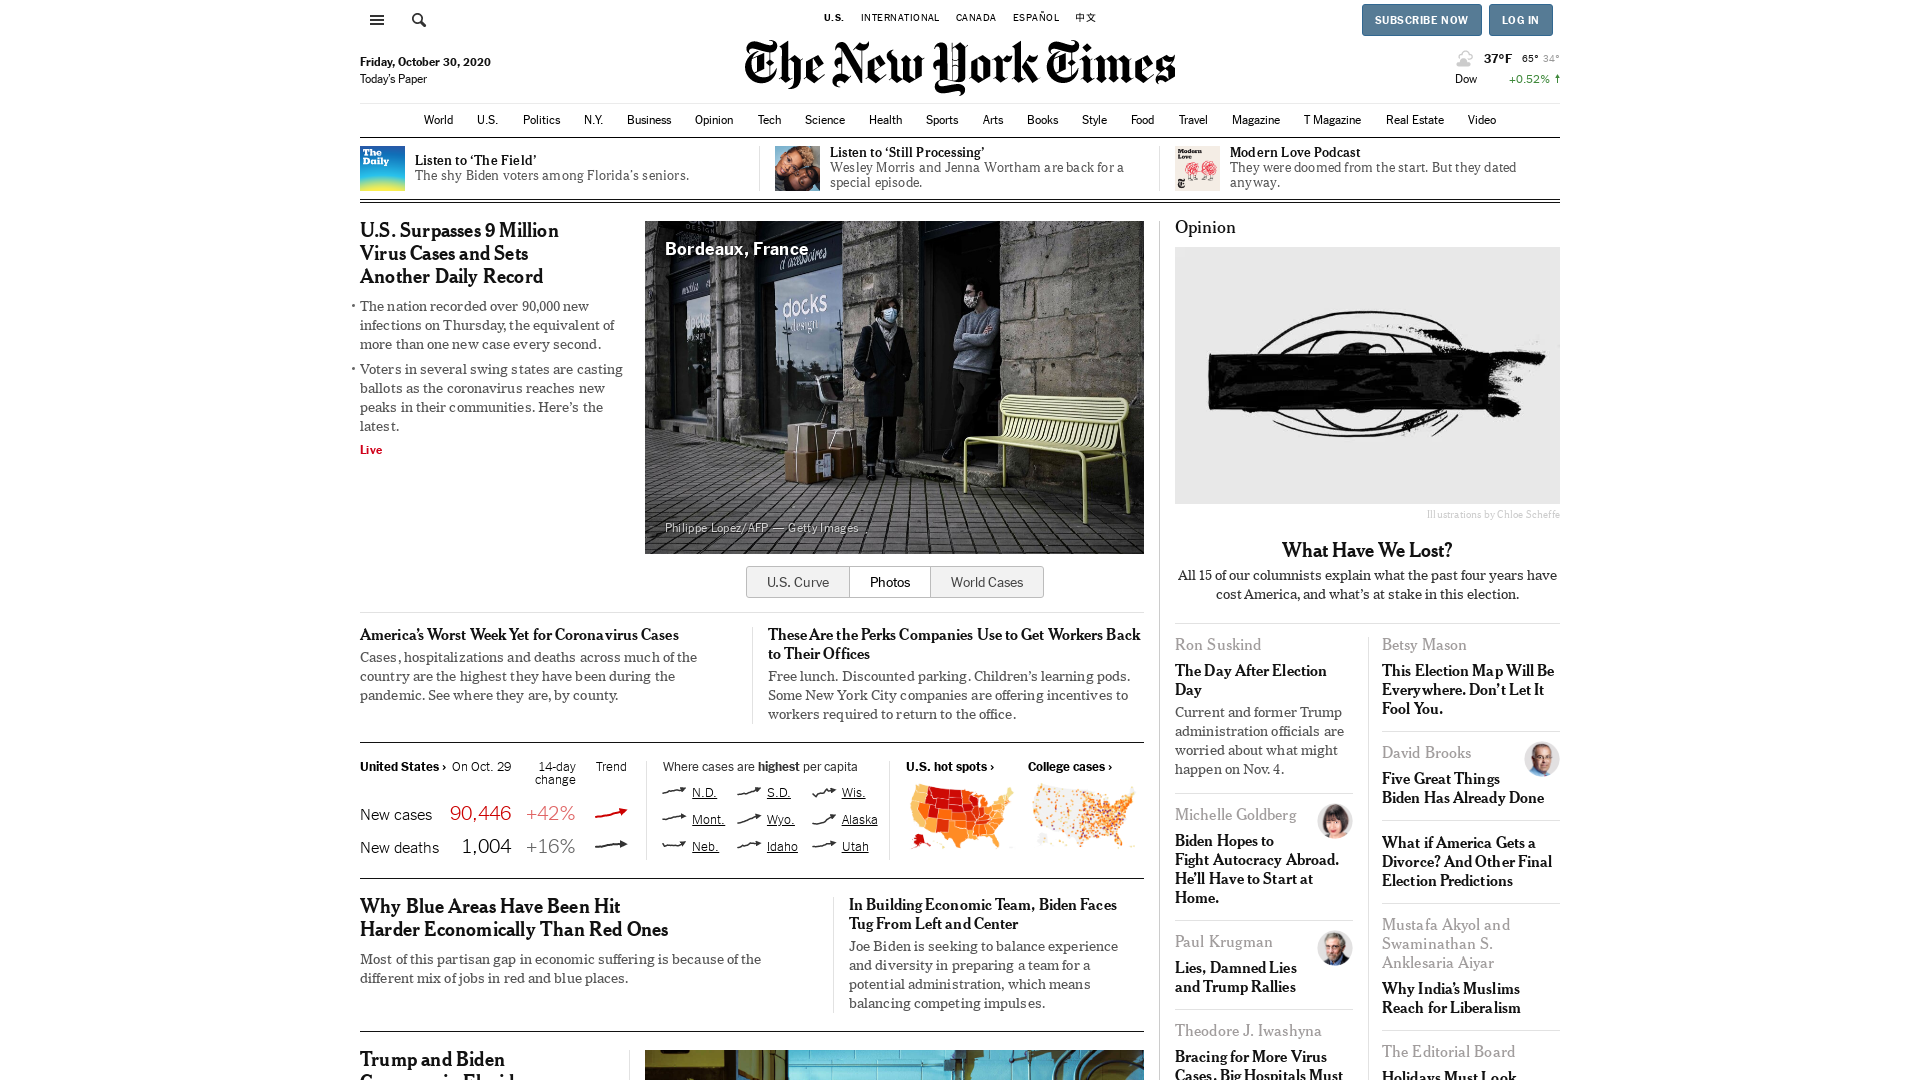 U.S. INTERNATIONAL CANADA ESPAÑOL 中文
SUBSCRIBE NOW LOG IN
Friday, October 30, 2020
Today's Paper
The New York Times
37°F 65° 34°
Dow +0.52% ↑
World U.S. Politics N.Y. Business Opinion Tech Science Health Sports Arts Books Style Food Travel Magazine T Magazine Real Estate Video
The
Daily
Listen to ‘The Field’
The shy Biden voters among Florida’s seniors.
Listen to ‘Still Processing’
Wesley Morris and Jenna Wortham are back for a
special episode.
Modern
Love
Modern Love Podcast
They were doomed from the start. But they dated
anyway.
U.S. Surpasses 9 Million
Virus Cases and Sets
Another Daily Record
• The nation recorded over 90,000 new
infections on Thursday, the equivalent of
more than one new case every second.
• Voters in several swing states are casting
ballots as the coronavirus reaches new
peaks in their communities. Here’s the
latest.
Live
Bordeaux, France
d'accessoires
docks
design
docks
design
Philippe Lopez/AFP — Getty Images
U.S. Curve Photos World Cases
America’s Worst Week Yet for Coronavirus Cases
Cases, hospitalizations and deaths across much of the
country are the highest they have been during the
pandemic. See where they are, by county.
These Are the Perks Companies Use to Get Workers Back
to Their Offices
Free lunch. Discounted parking. Children’s learning pods.
Some New York City companies are offering incentives to
workers required to return to the office.
United States › On Oct. 29 14-day
change Trend
New cases 90,446 +42%
New deaths 1,004 +16%
Where cases are highest per capita
N.D. S.D. Wis.
Mont. Wyo. Alaska
Neb. Idaho Utah
U.S. hot spots › College cases ›
Why Blue Areas Have Been Hit
Harder Economically Than Red Ones
Most of this partisan gap in economic suffering is because of the
different mix of jobs in red and blue places.
In Building Economic Team, Biden Faces
Tug From Left and Center
Joe Biden is seeking to balance experience
and diversity in preparing a team for a
potential administration, which means
balancing competing impulses.
Trump and Biden
Opinion
Illustrations by Chloe Scheffe
What Have We Lost?
All 15 of our columnists explain what the past four years have
cost America, and what’s at stake in this election.
Ron Suskind
The Day After Election
Day
Current and former Trump
administration officials are
worried about what might
happen on Nov. 4.
Michelle Goldberg
Biden Hopes to
Fight Autocracy Abroad.
He’ll Have to Start at
Home.
Paul Krugman
Lies, Damned Lies
and Trump Rallies
Theodore J. Iwashyna
Bracing for More Virus
Cases, Big Hospitals Must
Betsy Mason
This Election Map Will Be
Everywhere. Don’t Let It
Fool You.
David Brooks
Five Great Things
Biden Has Already Done
What if America Gets a
Divorce? And Other Final
Election Predictions
Mustafa Akyol and
Swaminathan S.
Anklesaria Aiyar
Why India’s Muslims
Reach for Liberalism
The Editorial Board
Holidays Must Look